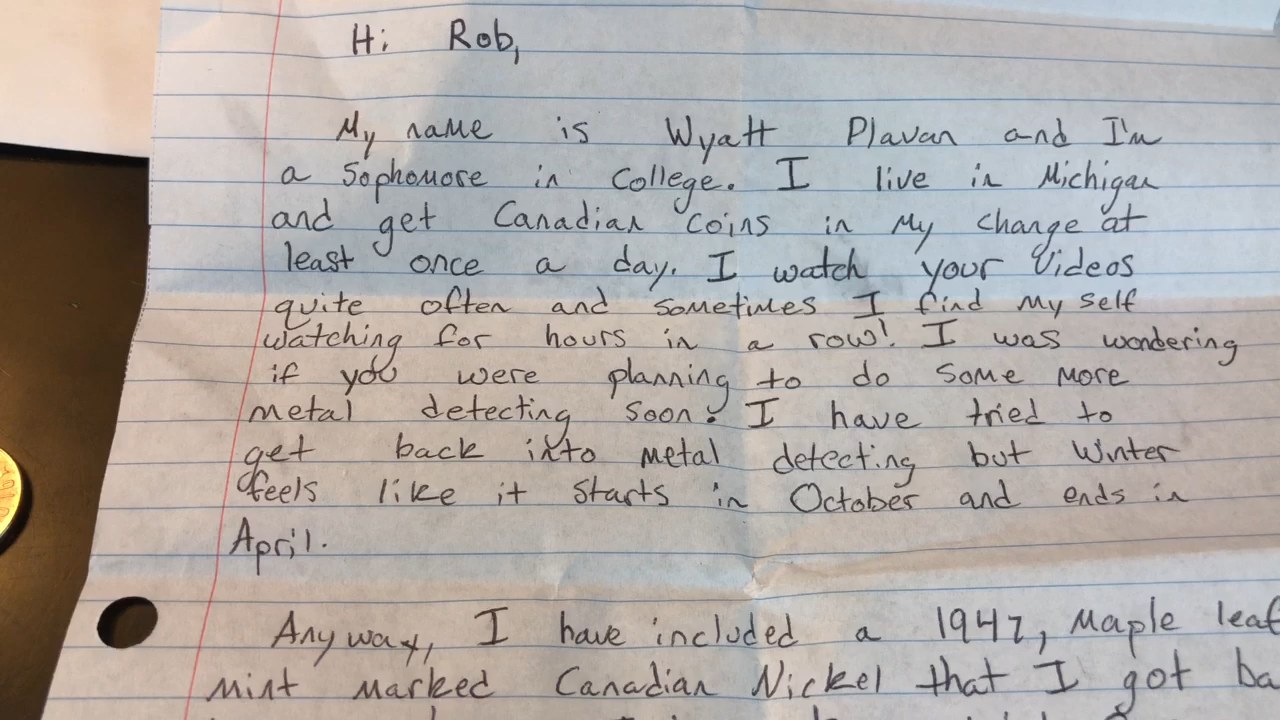 Hi Rob,
My name is Wyatt Plavan and I'm
a Sophomore in College. I live in Michigan
and get Canadian Coins in My change at
least once a day. I watch your Videos
quite often and sometimes I find my self
watching for hours in a row! I was wondering
if you were planning to do some more
metal detecting soon? I have tried to
get back into metal detecting but Winter
feels like it starts in October and ends in
April.
Anyway, I have included a 1947, Maple leaf
mint marked Canadian Nickel that I got ba